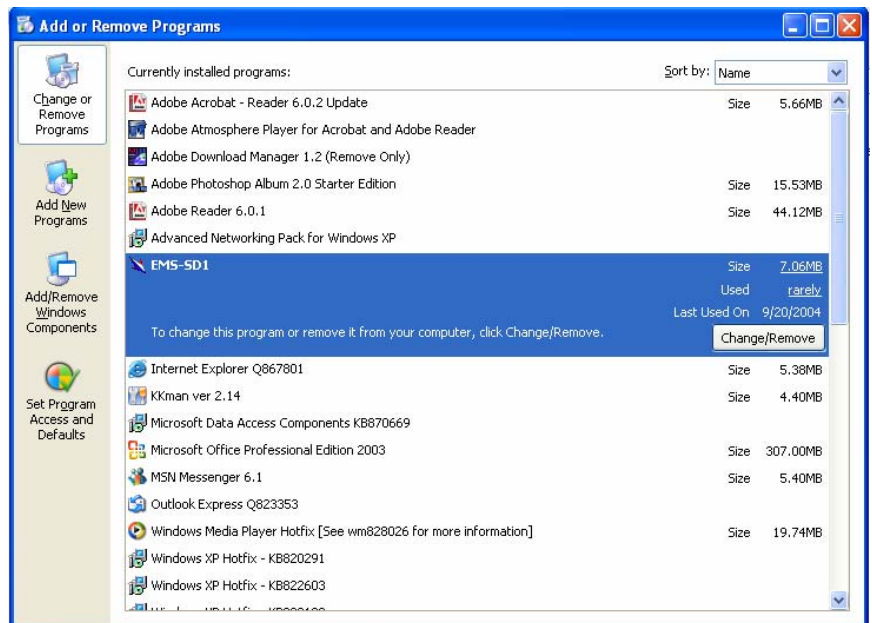 Add or Remove Programs
Change or
Remove
Programs
Add New
Programs
Add/Remove
Windows
Components
Set Program
Access and
Defaults
Currently installed programs:
Sort by: Name
Adobe Acrobat - Reader 6.0.2 Update Size 5.66MB
Adobe Atmosphere Player for Acrobat and Adobe Reader
Adobe Download Manager 1.2 (Remove Only)
Adobe Photoshop Album 2.0 Starter Edition Size 15.53MB
Adobe Reader 6.0.1 Size 44.12MB
Advanced Networking Pack for Windows XP
EMS-SD1 Size 7.06MB
Used rarely
Last Used On 9/20/2004
To change this program or remove it from your computer, click Change/Remove.
Change/Remove
Internet Explorer Q867801 Size 5.38MB
KKman ver 2.14 Size 4.40MB
Microsoft Data Access Components KB870669
Microsoft Office Professional Edition 2003 Size 307.00MB
MSN Messenger 6.1 Size 5.40MB
Outlook Express Q823353
Windows Media Player Hotfix [See wm828026 for more information] Size 19.74MB
Windows XP Hotfix - KB820291
Windows XP Hotfix - KB822603